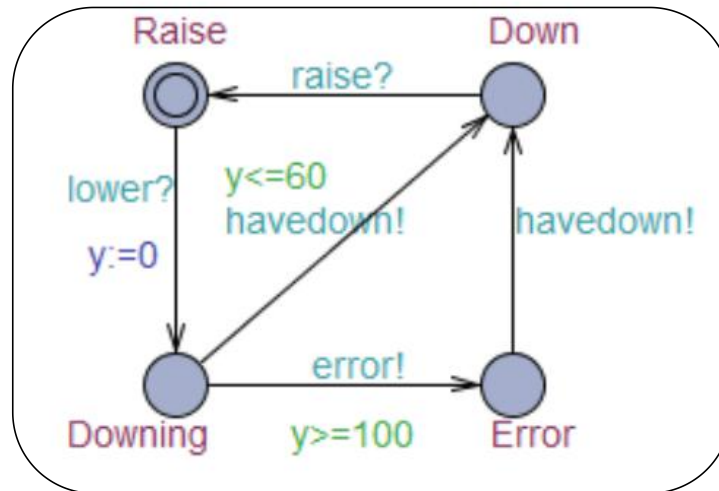 Raise
Down
raise?
lower?
y<=60
havedown!
havedown!
y:=0
error!
Downing
y>=100
Error